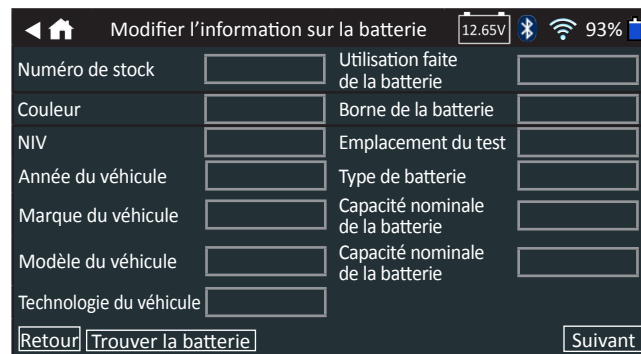 Modifier l’information sur la batterie 12.65V 93%
Numéro de stock
Utilisation faite
de la batterie
Couleur
Borne de la batterie
NIV
Emplacement du test
Année du véhicule
Type de batterie
Marque du véhicule
Capacité nominale
de la batterie
Modèle du véhicule
Capacité nominale
de la batterie
Technologie du véhicule
Retour Trouver la batterie Suivant